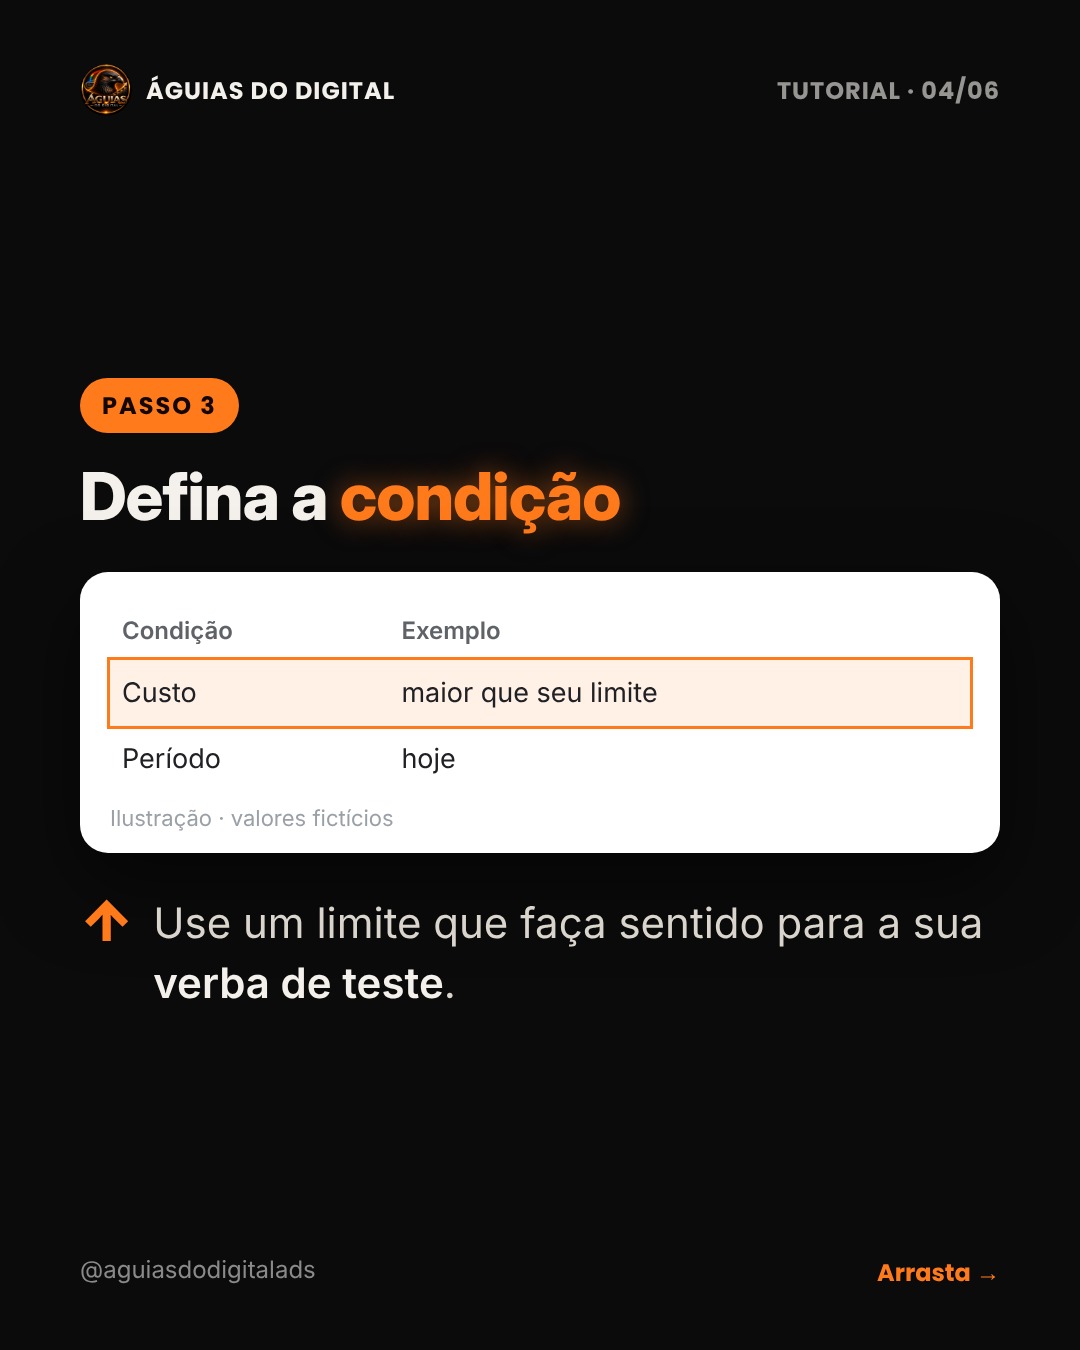 ÁGUIAS DO DIGITAL
TUTORIAL · 04/06
PASSO 3
Defina a condição
Condição Exemplo
Custo maior que seu limite
Período hoje
Ilustração · valores fictícios
↑ Use um limite que faça sentido para a sua
verba de teste.
@aguiasdodigitalads
Arrasta →